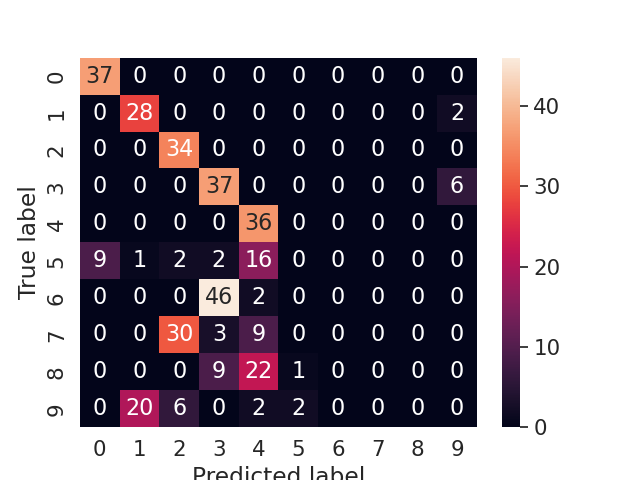 0 37 0 0 0 0 0 0 0 0 0
1 0 28 0 0 0 0 0 0 0 2
2 0 0 34 0 0 0 0 0 0 0
3 0 0 0 37 0 0 0 0 0 6
4 0 0 0 0 36 0 0 0 0 0
5 9 1 2 2 16 0 0 0 0 0
6 0 0 0 46 2 0 0 0 0 0
7 0 0 30 3 9 0 0 0 0 0
8 0 0 0 9 22 1 0 0 0 0
9 0 20 6 0 2 2 0 0 0 0
0 1 2 3 4 5 6 7 8 9
True label
Predicted label
40
30
20
10
0